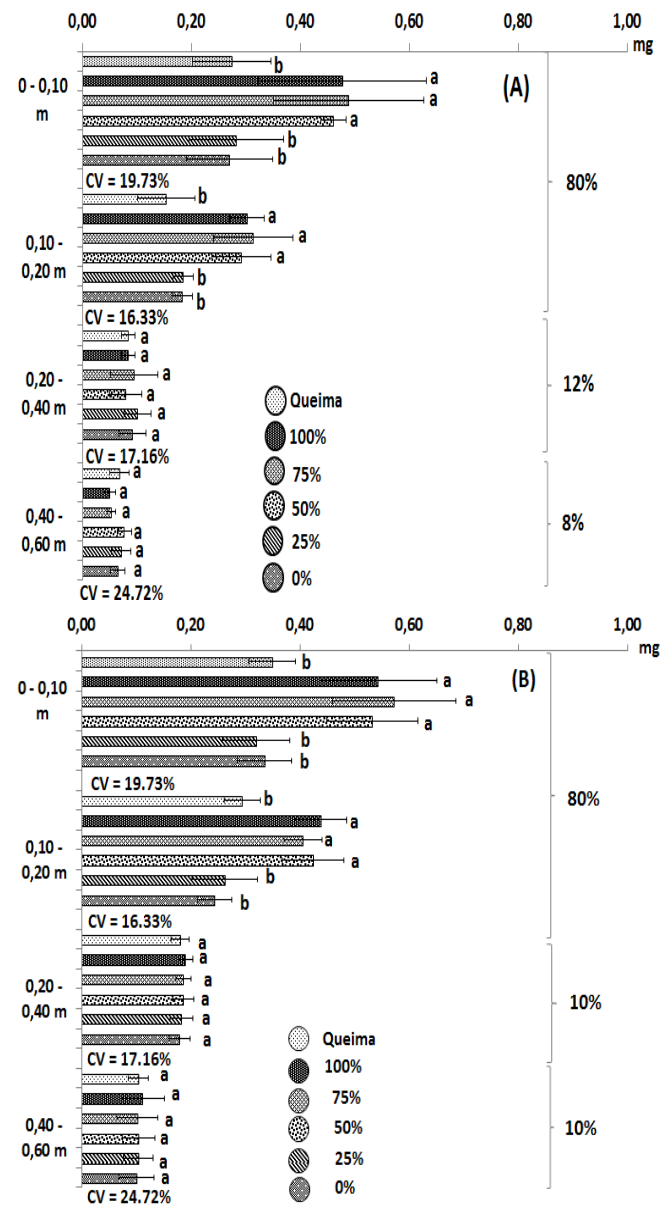 0,00 0,20 0,40 0,60 0,80 1,00
mg
(A)
0 - 0,10 m
b
a
a
a
b
b
CV = 19.73%
80%
0,10 - 0,20 m
b
a
a
a
b
b
CV = 16.33%
0,20 - 0,40 m
a
a
a
a
a
a
CV = 17.16%
12%
0,40 - 0,60 m
a
a
a
a
a
a
CV = 24.72%
8%
Queima
100%
75%
50%
25%
0%
0,00 0,20 0,40 0,60 0,80 1,00
mg
(B)
0 - 0,10 m
b
a
a
a
b
b
CV = 19.73%
80%
0,10 - 0,20 m
b
a
a
a
b
b
CV = 16.33%
0,20 - 0,40 m
a
a
a
a
a
a
CV = 17.16%
10%
0,40 - 0,60 m
a
a
a
a
a
a
CV = 24.72%
10%
Queima
100%
75%
50%
25%
0%